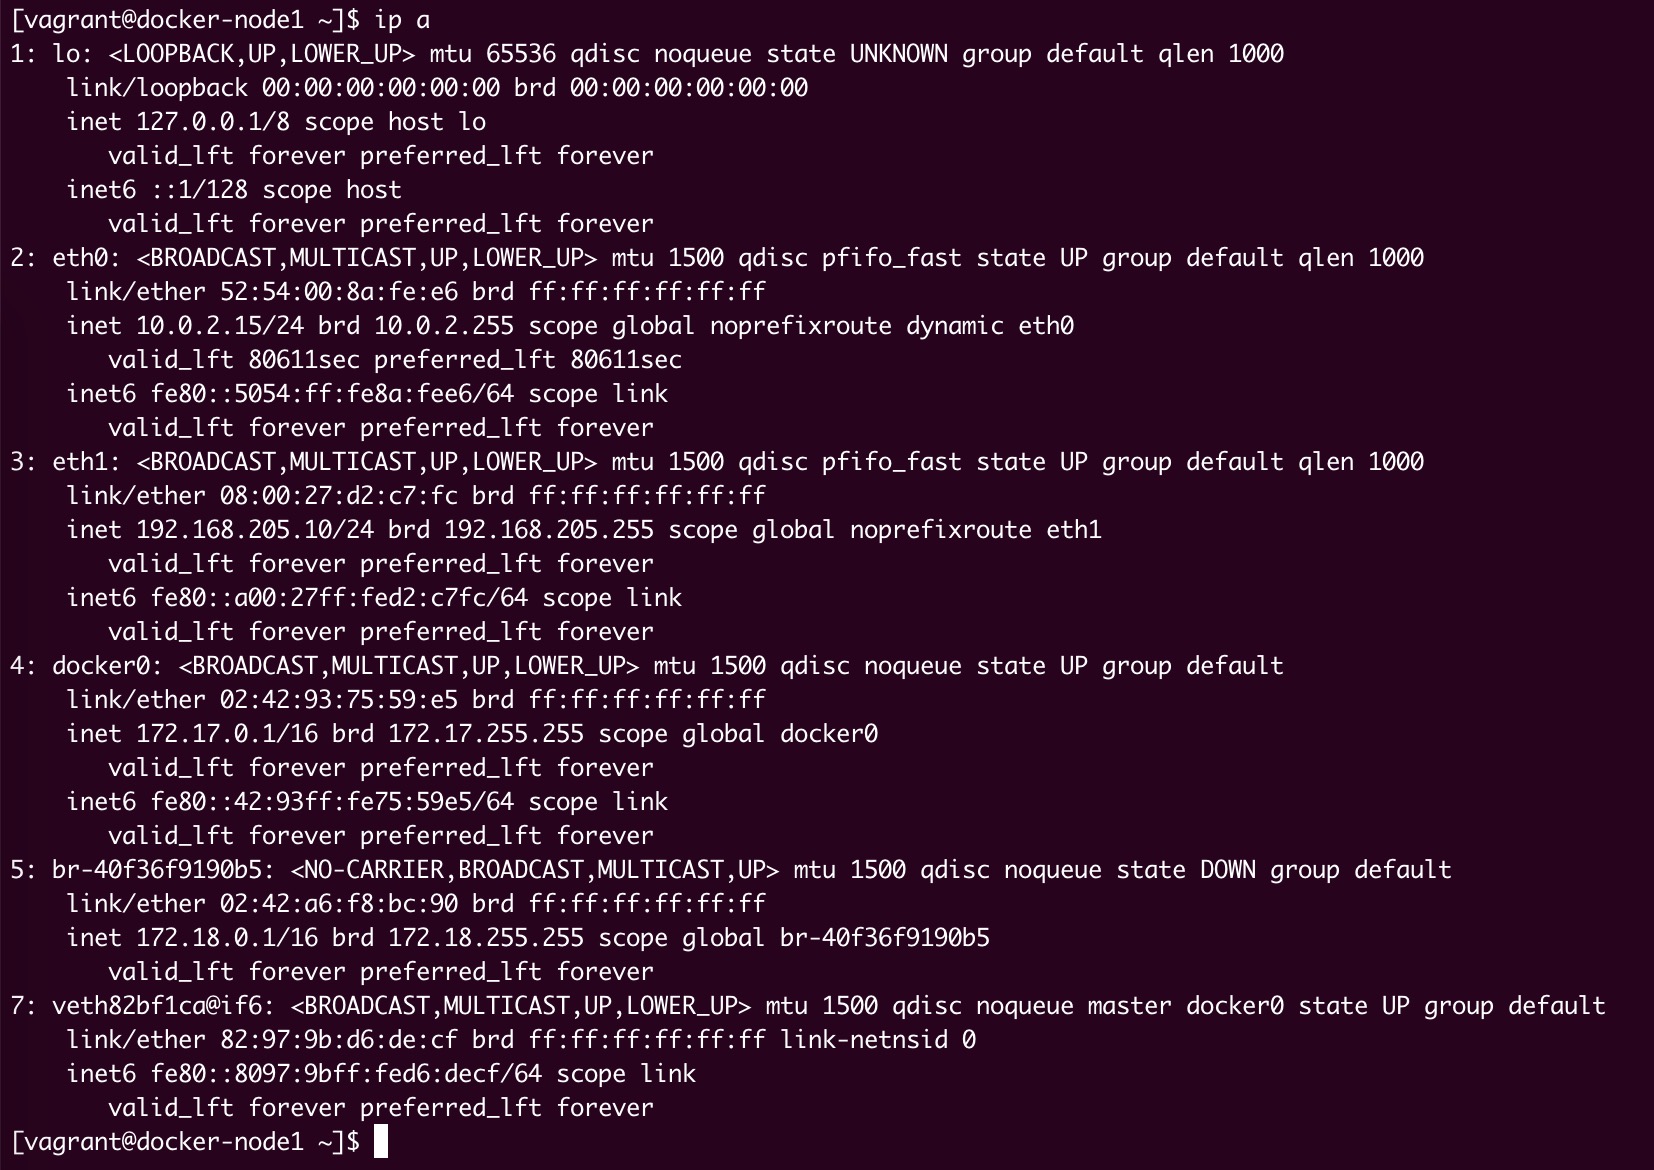 [vagrant@docker-node1 ~]$ ip a
1: lo: <LOOPBACK,UP,LOWER_UP> mtu 65536 qdisc noqueue state UNKNOWN group default qlen 1000
    link/loopback 00:00:00:00:00:00 brd 00:00:00:00:00:00
    inet 127.0.0.1/8 scope host lo
       valid_lft forever preferred_lft forever
    inet6 ::1/128 scope host
       valid_lft forever preferred_lft forever
2: eth0: <BROADCAST,MULTICAST,UP,LOWER_UP> mtu 1500 qdisc pfifo_fast state UP group default qlen 1000
    link/ether 52:54:00:8a:fe:e6 brd ff:ff:ff:ff:ff:ff
    inet 10.0.2.15/24 brd 10.0.2.255 scope global noprefixroute dynamic eth0
       valid_lft 80611sec preferred_lft 80611sec
    inet6 fe80::5054:ff:fe8a:fee6/64 scope link
       valid_lft forever preferred_lft forever
3: eth1: <BROADCAST,MULTICAST,UP,LOWER_UP> mtu 1500 qdisc pfifo_fast state UP group default qlen 1000
    link/ether 08:00:27:d2:c7:fc brd ff:ff:ff:ff:ff:ff
    inet 192.168.205.10/24 brd 192.168.205.255 scope global noprefixroute eth1
       valid_lft forever preferred_lft forever
    inet6 fe80::a00:27ff:fed2:c7fc/64 scope link
       valid_lft forever preferred_lft forever
4: docker0: <BROADCAST,MULTICAST,UP,LOWER_UP> mtu 1500 qdisc noqueue state UP group default
    link/ether 02:42:93:75:59:e5 brd ff:ff:ff:ff:ff:ff
    inet 172.17.0.1/16 brd 172.17.255.255 scope global docker0
       valid_lft forever preferred_lft forever
    inet6 fe80::42:93ff:fe75:59e5/64 scope link
       valid_lft forever preferred_lft forever
5: br-40f36f9190b5: <NO-CARRIER,BROADCAST,MULTICAST,UP> mtu 1500 qdisc noqueue state DOWN group default
    link/ether 02:42:a6:f8:bc:90 brd ff:ff:ff:ff:ff:ff
    inet 172.18.0.1/16 brd 172.18.255.255 scope global br-40f36f9190b5
       valid_lft forever preferred_lft forever
7: veth82bf1ca@if6: <BROADCAST,MULTICAST,UP,LOWER_UP> mtu 1500 qdisc noqueue master docker0 state UP group default
    link/ether 82:97:9b:d6:de:cf brd ff:ff:ff:ff:ff:ff link-netnsid 0
    inet6 fe80::8097:9bff:fed6:decf/64 scope link
       valid_lft forever preferred_lft forever
[vagrant@docker-node1 ~]$